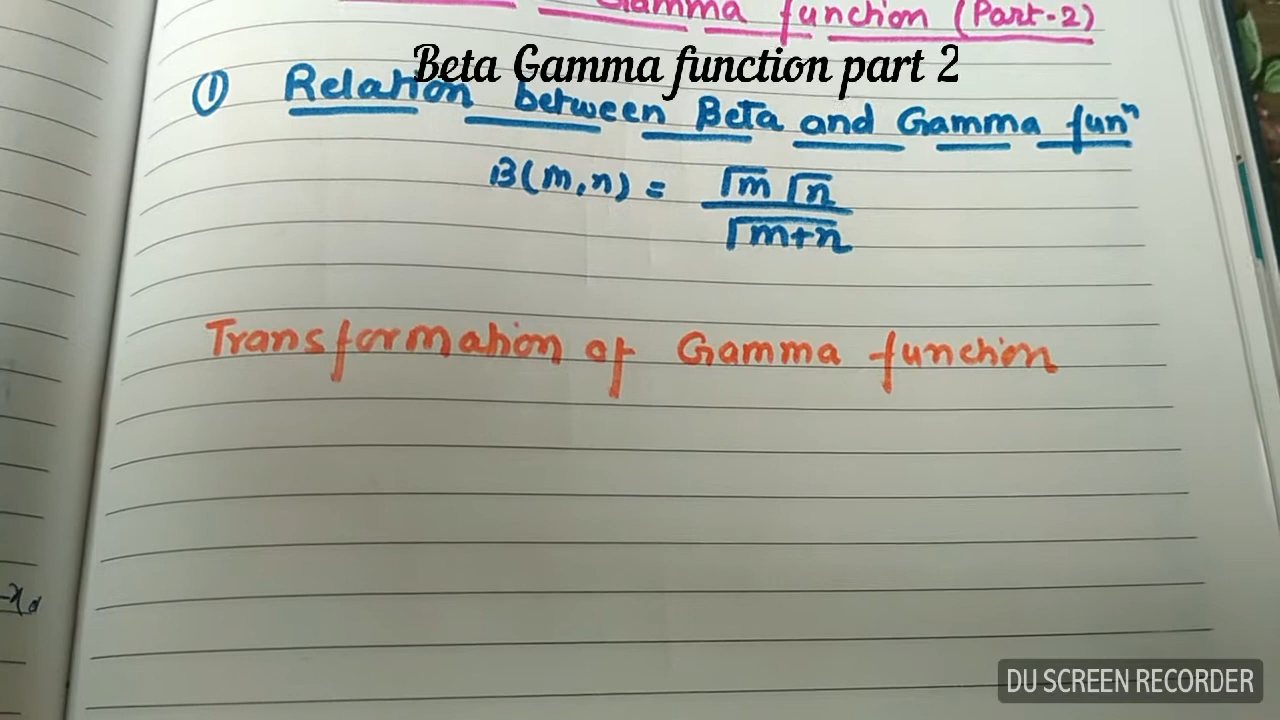 Gamma function (Part-2)
Beta Gamma function part 2
① Relation between Beta and Gamma funⁿ
B(m,n) = Γm Γn / Γm+n
Transformation of Gamma function
DU SCREEN RECORDER